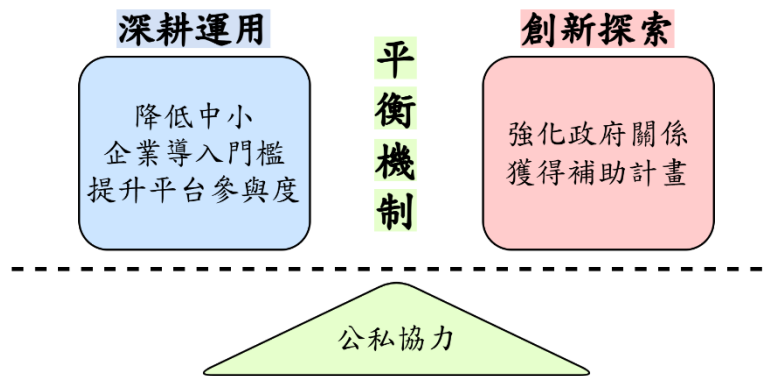 深耕運用
降低中小
企業導入門檻
提升平台參與度
平
衡
機
制
創新探索
強化政府關係
獲得補助計畫
公私協力